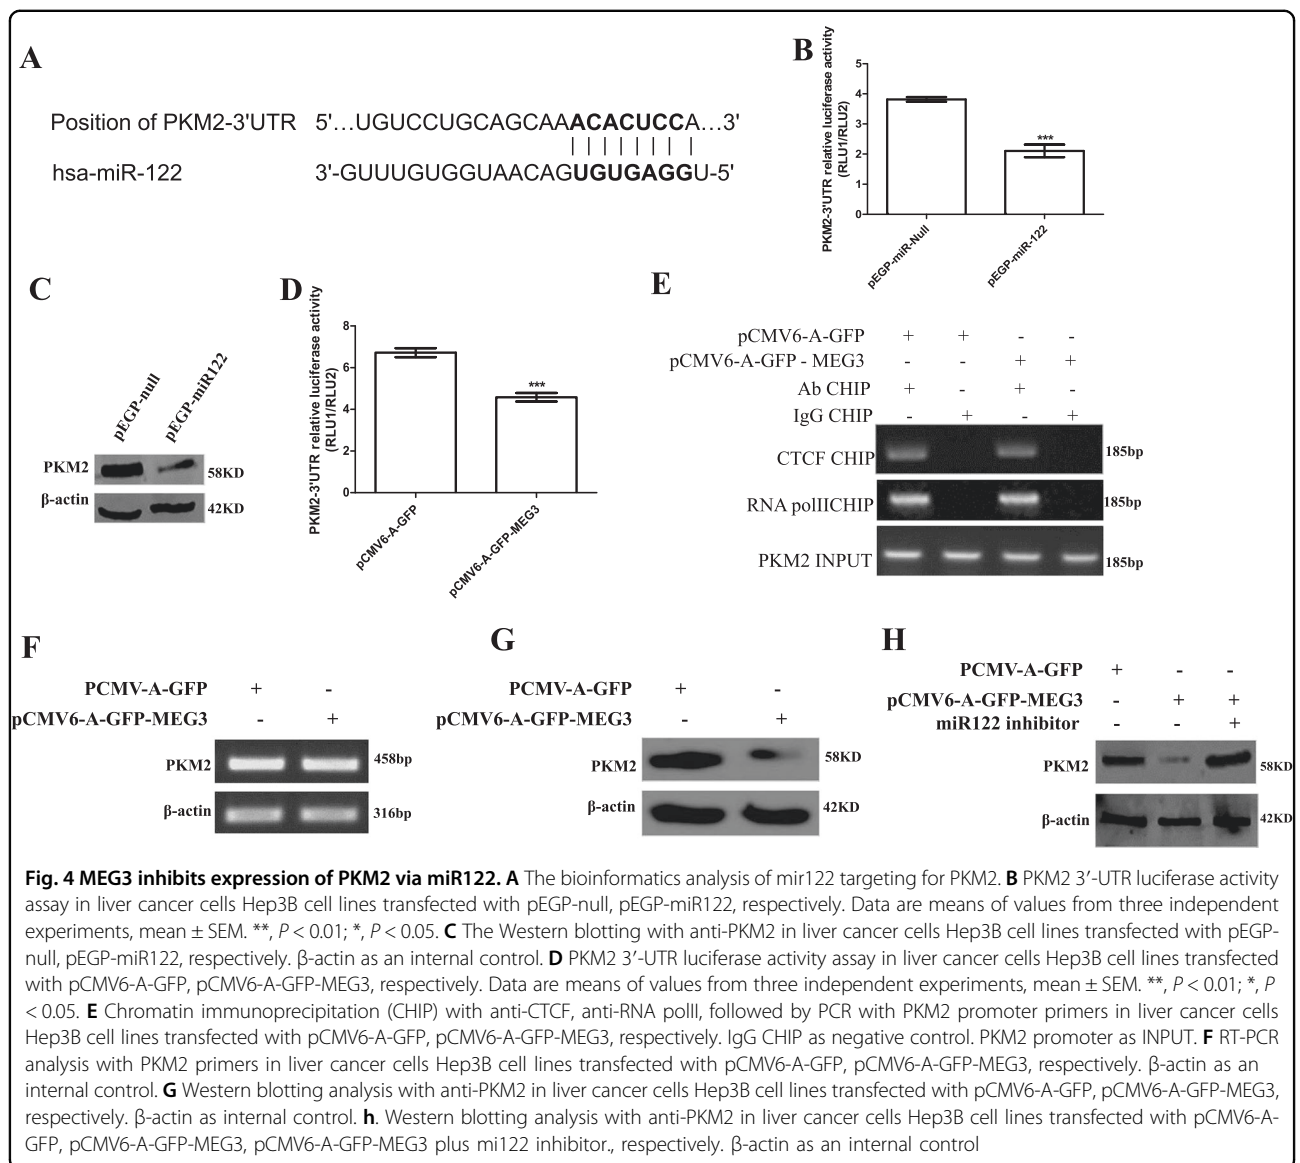 A
Position of PKM2-3'UTR 5'...UGUCCUGCAGCAAACACUCCA...3'
hsa-miR-122 3'-GUUUGUGGUAACAGUGUGAGGU-5'
B
PKM2-3'UTR relative luciferase activity
(RLU1/RLU2)
5
4
3
2
1
0
***
pEGP-miR-Null
pEGP-miR-122
C
pEGP-null
pEGP-miR122
PKM2
58KD
β-actin
42KD
D
PKM2-3'UTR relative luciferase activity
(RLU1/RLU2)
8
6
4
2
0
***
pCMV6-A-GFP
pCMV6-A-GFP-MEG3
E
pCMV6-A-GFP + + - -
pCMV6-A-GFP - MEG3 - - + +
Ab CHIP + - + -
IgG CHIP - + - +
CTCF CHIP 185bp
RNA polIICHIP 185bp
PKM2 INPUT 185bp
F
PCMV-A-GFP + -
pCMV6-A-GFP-MEG3 - +
PKM2 458bp
β-actin 316bp
G
PCMV-A-GFP + -
pCMV6-A-GFP-MEG3 - +
PKM2 58KD
β-actin 42KD
H
PCMV-A-GFP + - -
pCMV6-A-GFP-MEG3 - + +
miR122 inhibitor - - +
PKM2 58KD
β-actin 42KD
Fig. 4 MEG3 inhibits expression of PKM2 via miR122. A The bioinformatics analysis of mir122 targeting for PKM2. B PKM2 3′-UTR luciferase activity
assay in liver cancer cells Hep3B cell lines transfected with pEGP-null, pEGP-miR122, respectively. Data are means of values from three independent
experiments, mean ± SEM. **, P < 0.01; *, P < 0.05. C The Western blotting with anti-PKM2 in liver cancer cells Hep3B cell lines transfected with pEGP-
null, pEGP-miR122, respectively. β-actin as an internal control. D PKM2 3′-UTR luciferase activity assay in liver cancer cells Hep3B cell lines transfected
with pCMV6-A-GFP, pCMV6-A-GFP-MEG3, respectively. Data are means of values from three independent experiments, mean ± SEM. **, P < 0.01; *, P
< 0.05. E Chromatin immunoprecipitation (CHIP) with anti-CTCF, anti-RNA polII, followed by PCR with PKM2 promoter primers in liver cancer cells
Hep3B cell lines transfected with pCMV6-A-GFP, pCMV6-A-GFP-MEG3, respectively. IgG CHIP as negative control. PKM2 promoter as INPUT. F RT-PCR
analysis with PKM2 primers in liver cancer cells Hep3B cell lines transfected with pCMV6-A-GFP, pCMV6-A-GFP-MEG3, respectively. β-actin as an
internal control. G Western blotting analysis with anti-PKM2 in liver cancer cells Hep3B cell lines transfected with pCMV6-A-GFP, pCMV6-A-GFP-MEG3,
respectively. β-actin as internal control. h. Western blotting analysis with anti-PKM2 in liver cancer cells Hep3B cell lines transfected with pCMV6-A-
GFP, pCMV6-A-GFP-MEG3, pCMV6-A-GFP-MEG3 plus mi122 inhibitor., respectively. β-actin as an internal control